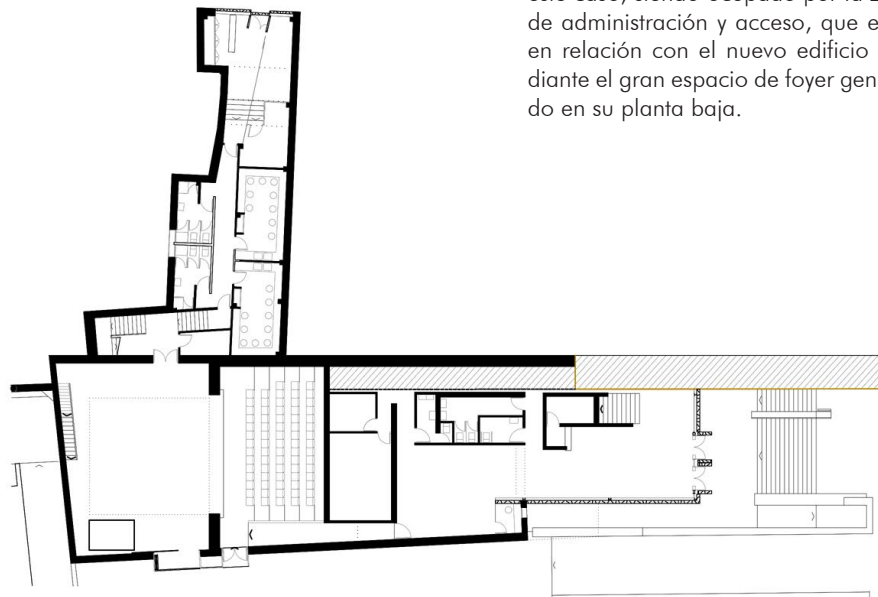 de administración y acceso, que e
en relación con el nuevo edificio
diante el gran espacio de foyer gen
do en su planta baja.